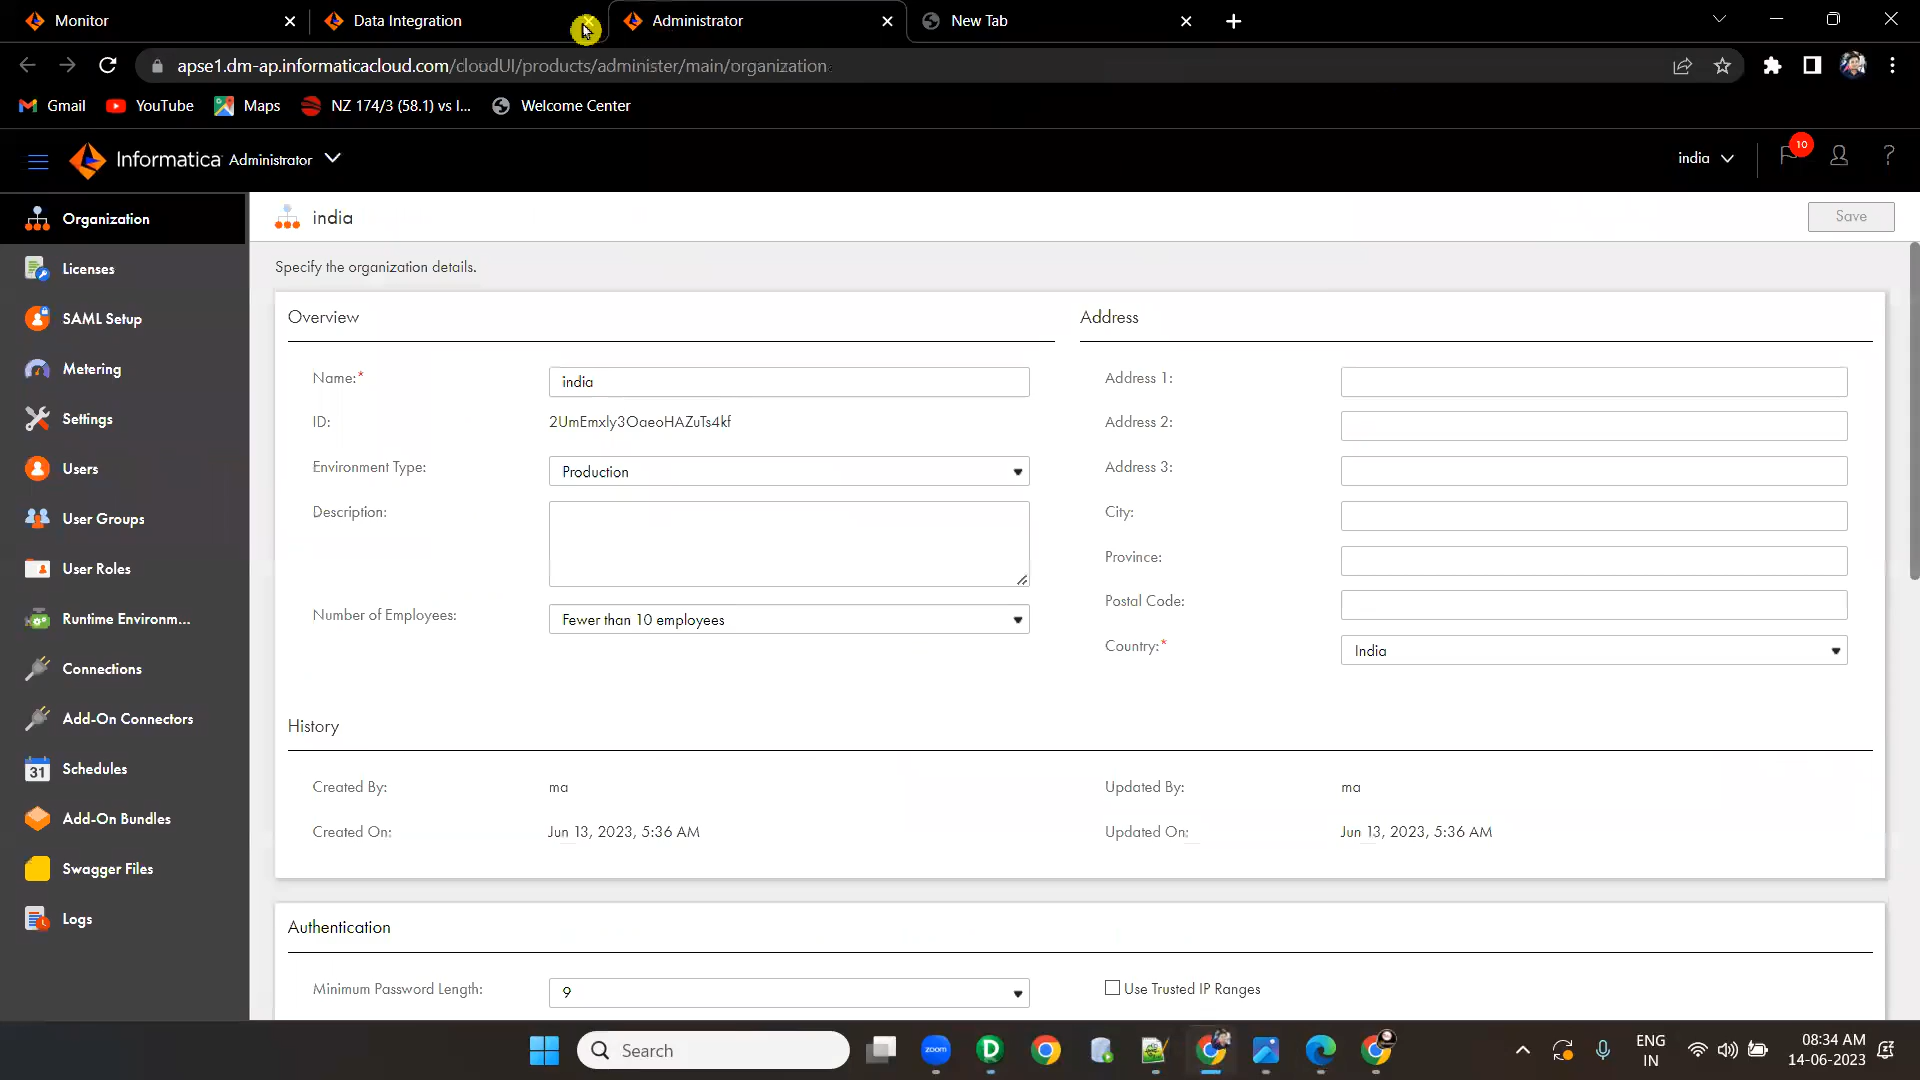 Monitor
Data Integration
Administrator
New Tab
apse1.dm-ap.informaticacloud.com/cloudUI/products/administer/main/organization
Gmail
YouTube
Maps
NZ 174/3 (58.1) vs I...
Welcome Center
Informatica Administrator
india
10
?
Organization
Licenses
SAML Setup
Metering
Settings
Users
User Groups
User Roles
Runtime Environm...
Connections
Add-On Connectors
31 Schedules
Add-On Bundles
Swagger Files
Logs
india
Save
Specify the organization details.
Overview
Name:* india
ID: 2UmEmxly3OaeoHAZuTs4kf
Environment Type: Production
Description:
Number of Employees: Fewer than 10 employees
Address
Address 1:
Address 2:
Address 3:
City:
Province:
Postal Code:
Country:* India
History
Created By: ma
Created On: Jun 13, 2023, 5:36 AM
Updated By: ma
Updated On: Jun 13, 2023, 5:36 AM
Authentication
Minimum Password Length: 9
Use Trusted IP Ranges
Search
zoom
D
ENG
IN
08:34 AM
14-06-2023